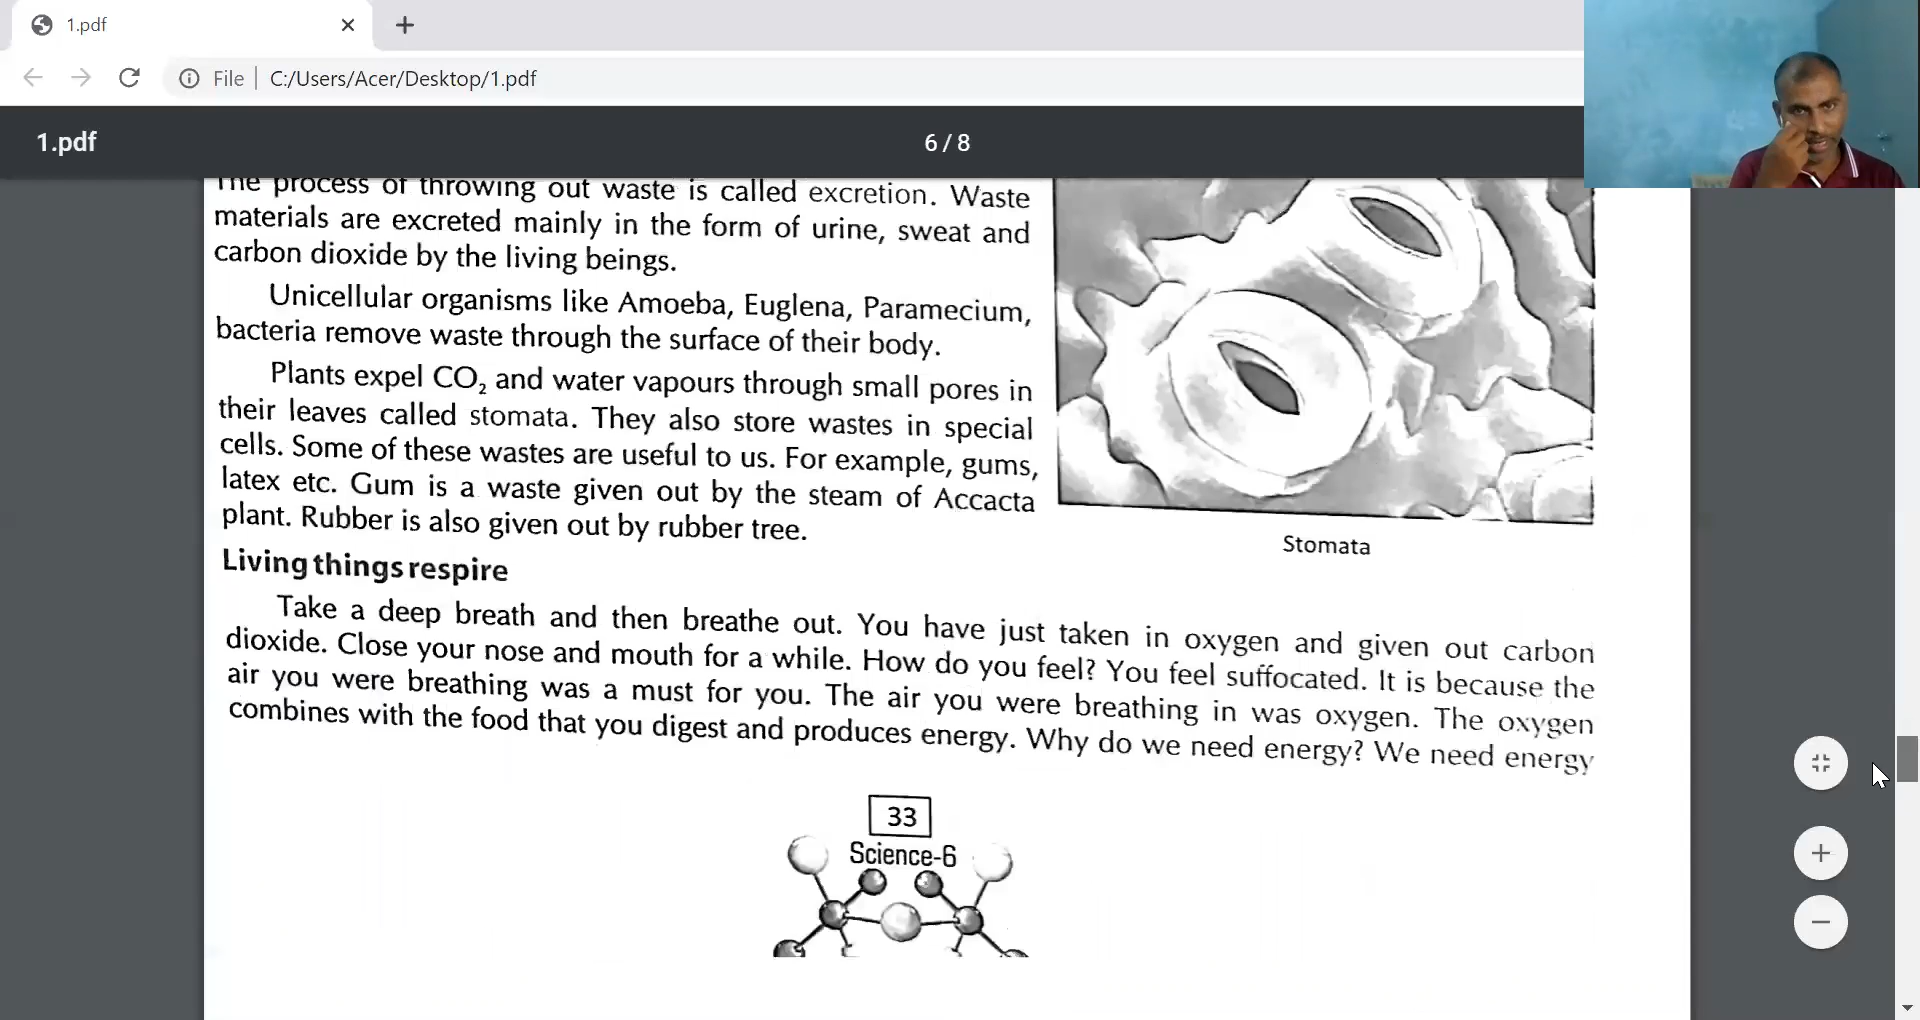 1.pdf
File
C:/Users/Acer/Desktop/1.pdf
1.pdf
6 / 8
The process of throwing out waste is called excretion. Waste
materials are excreted mainly in the form of urine, sweat and
carbon dioxide by the living beings.
Unicellular organisms like Amoeba, Euglena, Paramecium,
bacteria remove waste through the surface of their body.
Plants expel CO₂ and water vapours through small pores in
their leaves called stomata. They also store wastes in special
cells. Some of these wastes are useful to us. For example, gums,
latex etc. Gum is a waste given out by the steam of Accacta
plant. Rubber is also given out by rubber tree.
Stomata
Living things respire
Take a deep breath and then breathe out. You have just taken in oxygen and given out carbon
dioxide. Close your nose and mouth for a while. How do you feel? You feel suffocated. It is because the
air you were breathing was a must for you. The air you were breathing in was oxygen. The oxygen
combines with the food that you digest and produces energy. Why do we need energy? We need energy
33
Science-6